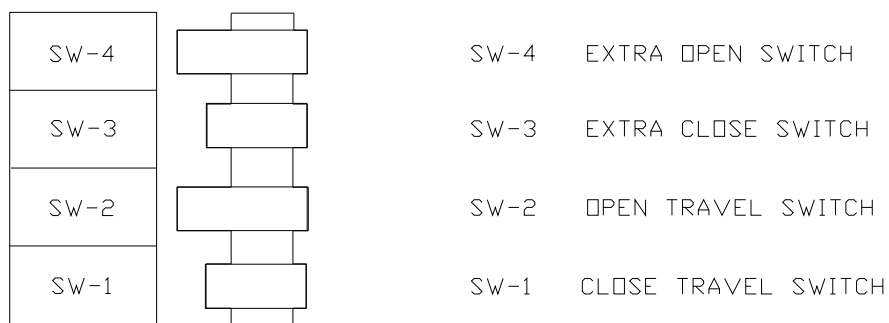 SW-4 SW-4 EXTRA OPEN SWITCH
SW-3 SW-3 EXTRA CLOSE SWITCH
SW-2 SW-2 OPEN TRAVEL SWITCH
SW-1 SW-1 CLOSE TRAVEL SWITCH